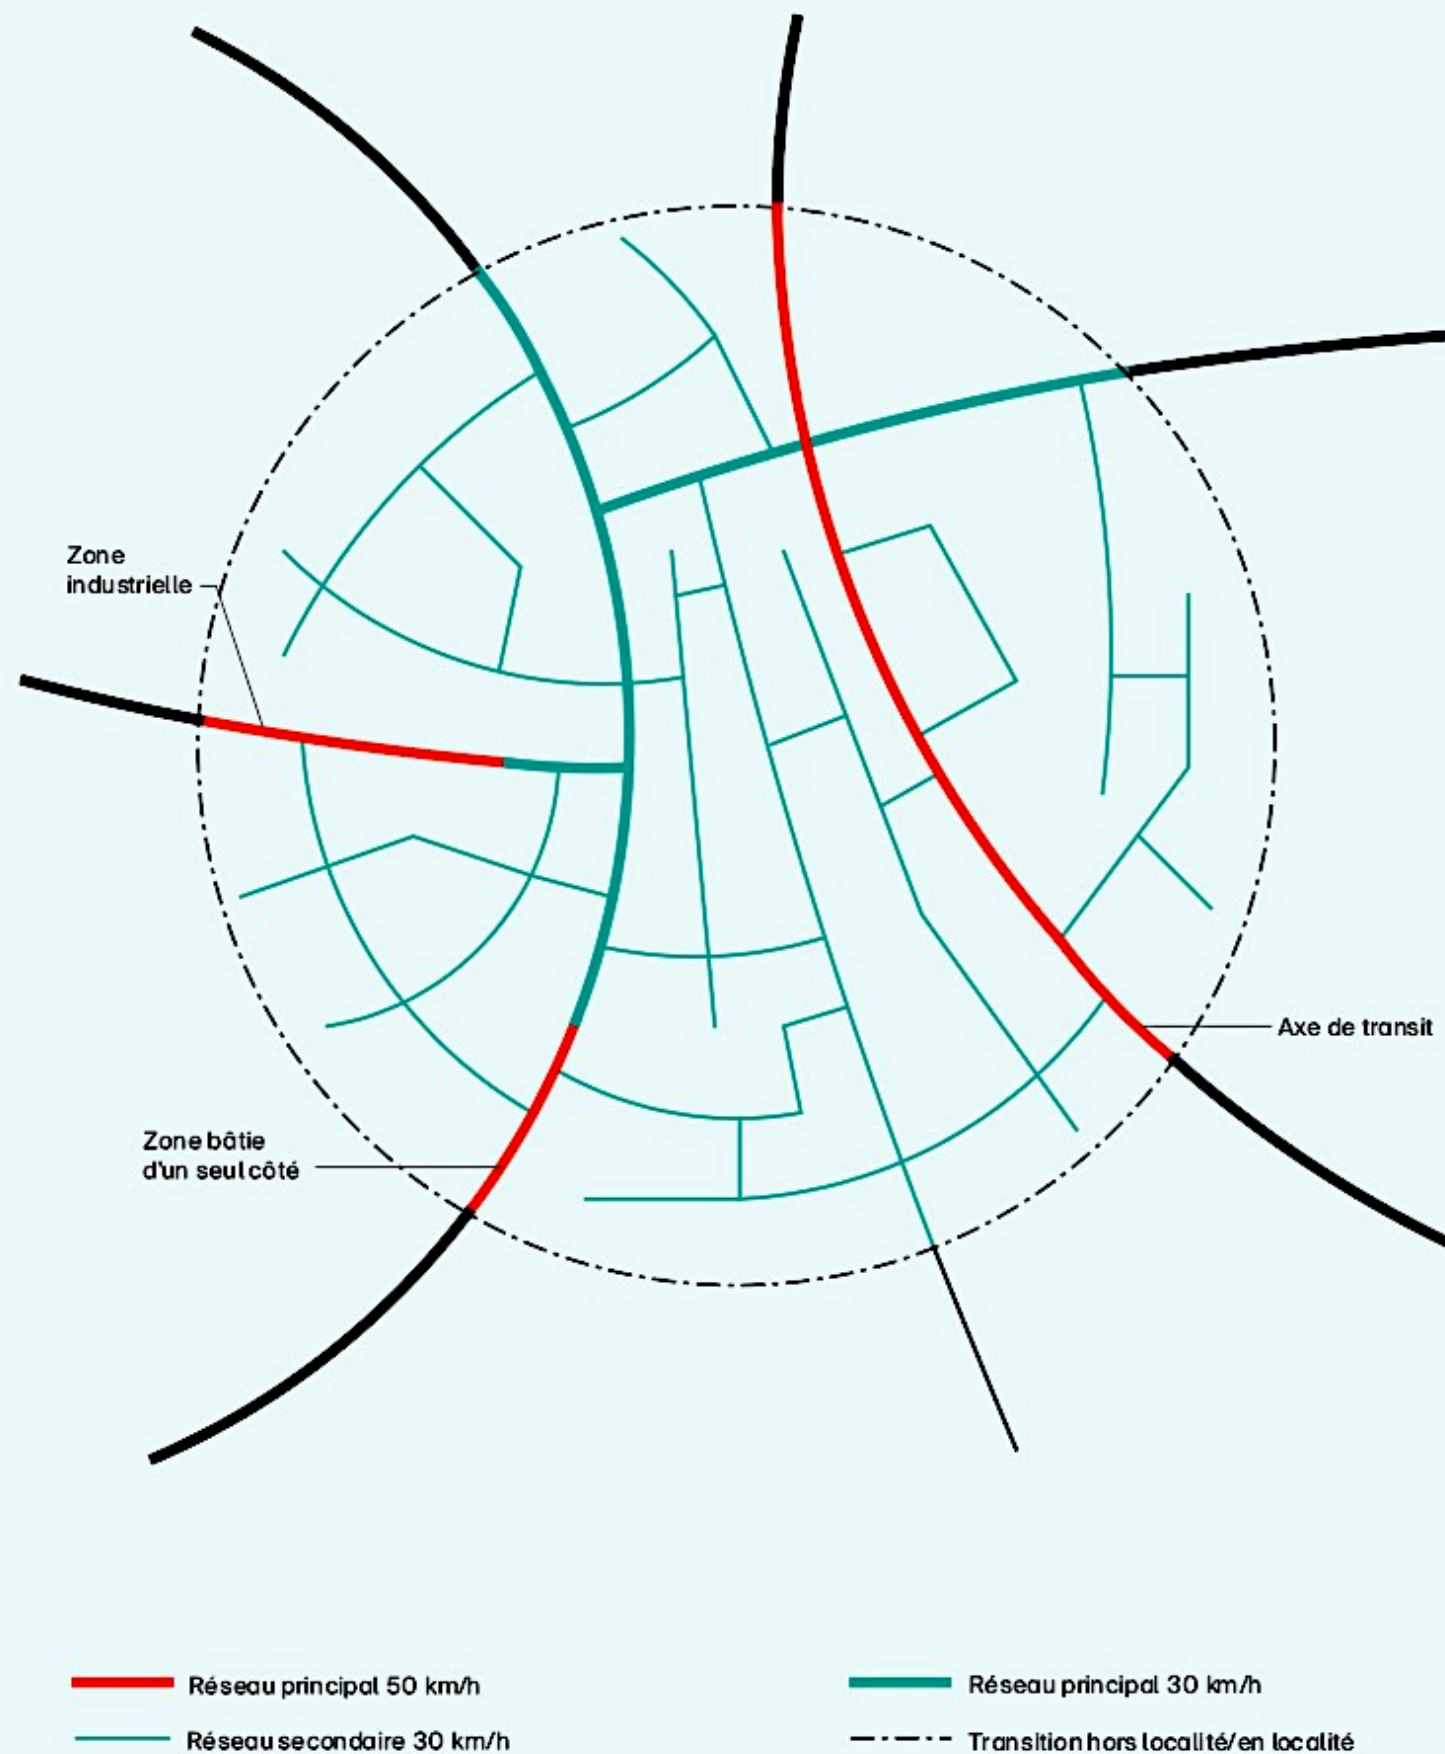 Zone
industrielle
Axe de transit
Zone bâtie
d'un seul côté
Réseau principal 50 km/h
Réseau principal 30 km/h
Réseau secondaire 30 km/h
Transition hors localité/en localité